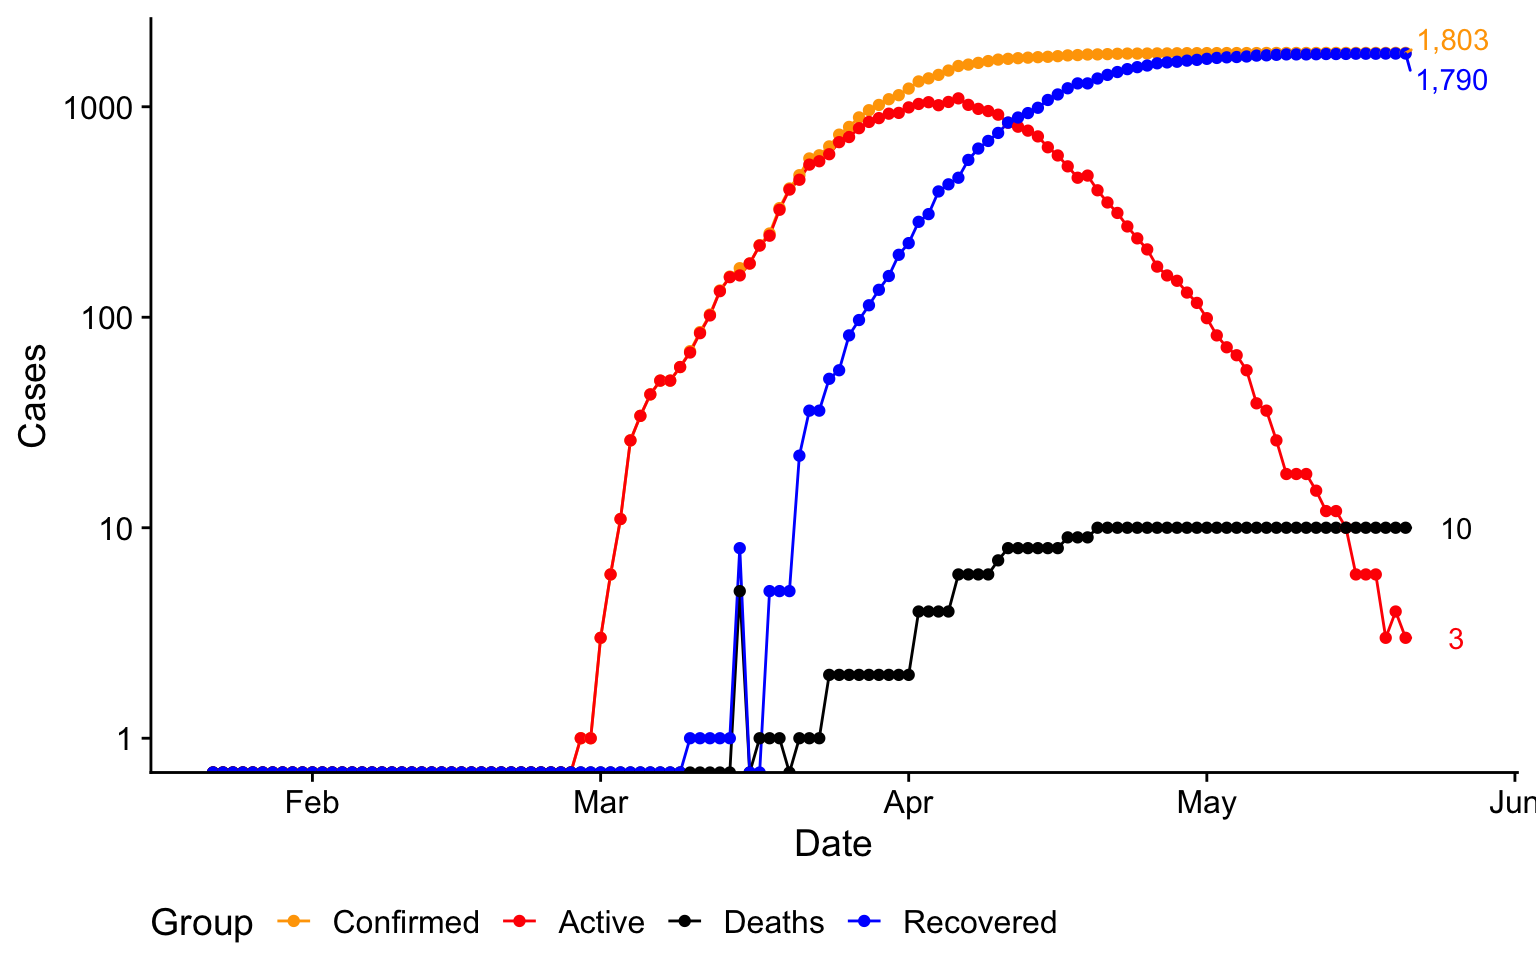 1,803
1,790
1000
100
10
10
3
1
Cases
Feb Mar Apr May Jun
Date
Group Confirmed Active Deaths Recovered